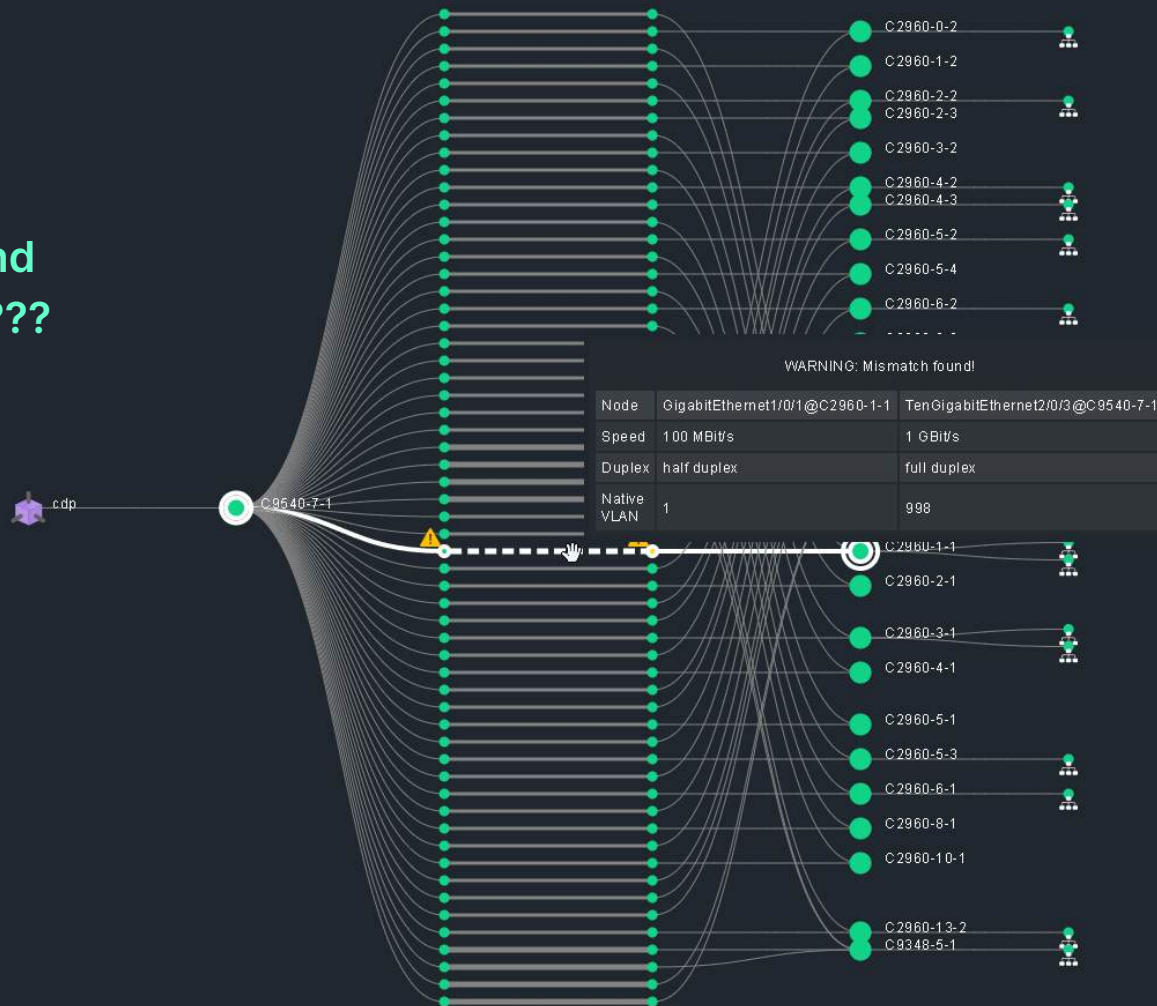 C2960-0-2
C2960-1-2
C2960-2-2
C2960-2-3
C2960-3-2
C2960-4-2
C2960-4-3
nd
C2960-5-2
C2960-5-4
???
C2960-6-2
WARNING: Mismatch found!
Node GigabitEthernet1/0/1@C2960-1-1 TenGigabitEthernet2/0/3@C9540-7-1
Speed 100 MBit/s 1 GBit/s
Duplex half duplex full duplex
Native VLAN 1 998
cdp
C9540-7-1
C2960-1-1
C2960-2-1
C2960-3-1
C2960-4-1
C2960-5-1
C2960-5-3
C2960-6-1
C2960-8-1
C2960-10-1
C2960-13-2
C9348-5-1